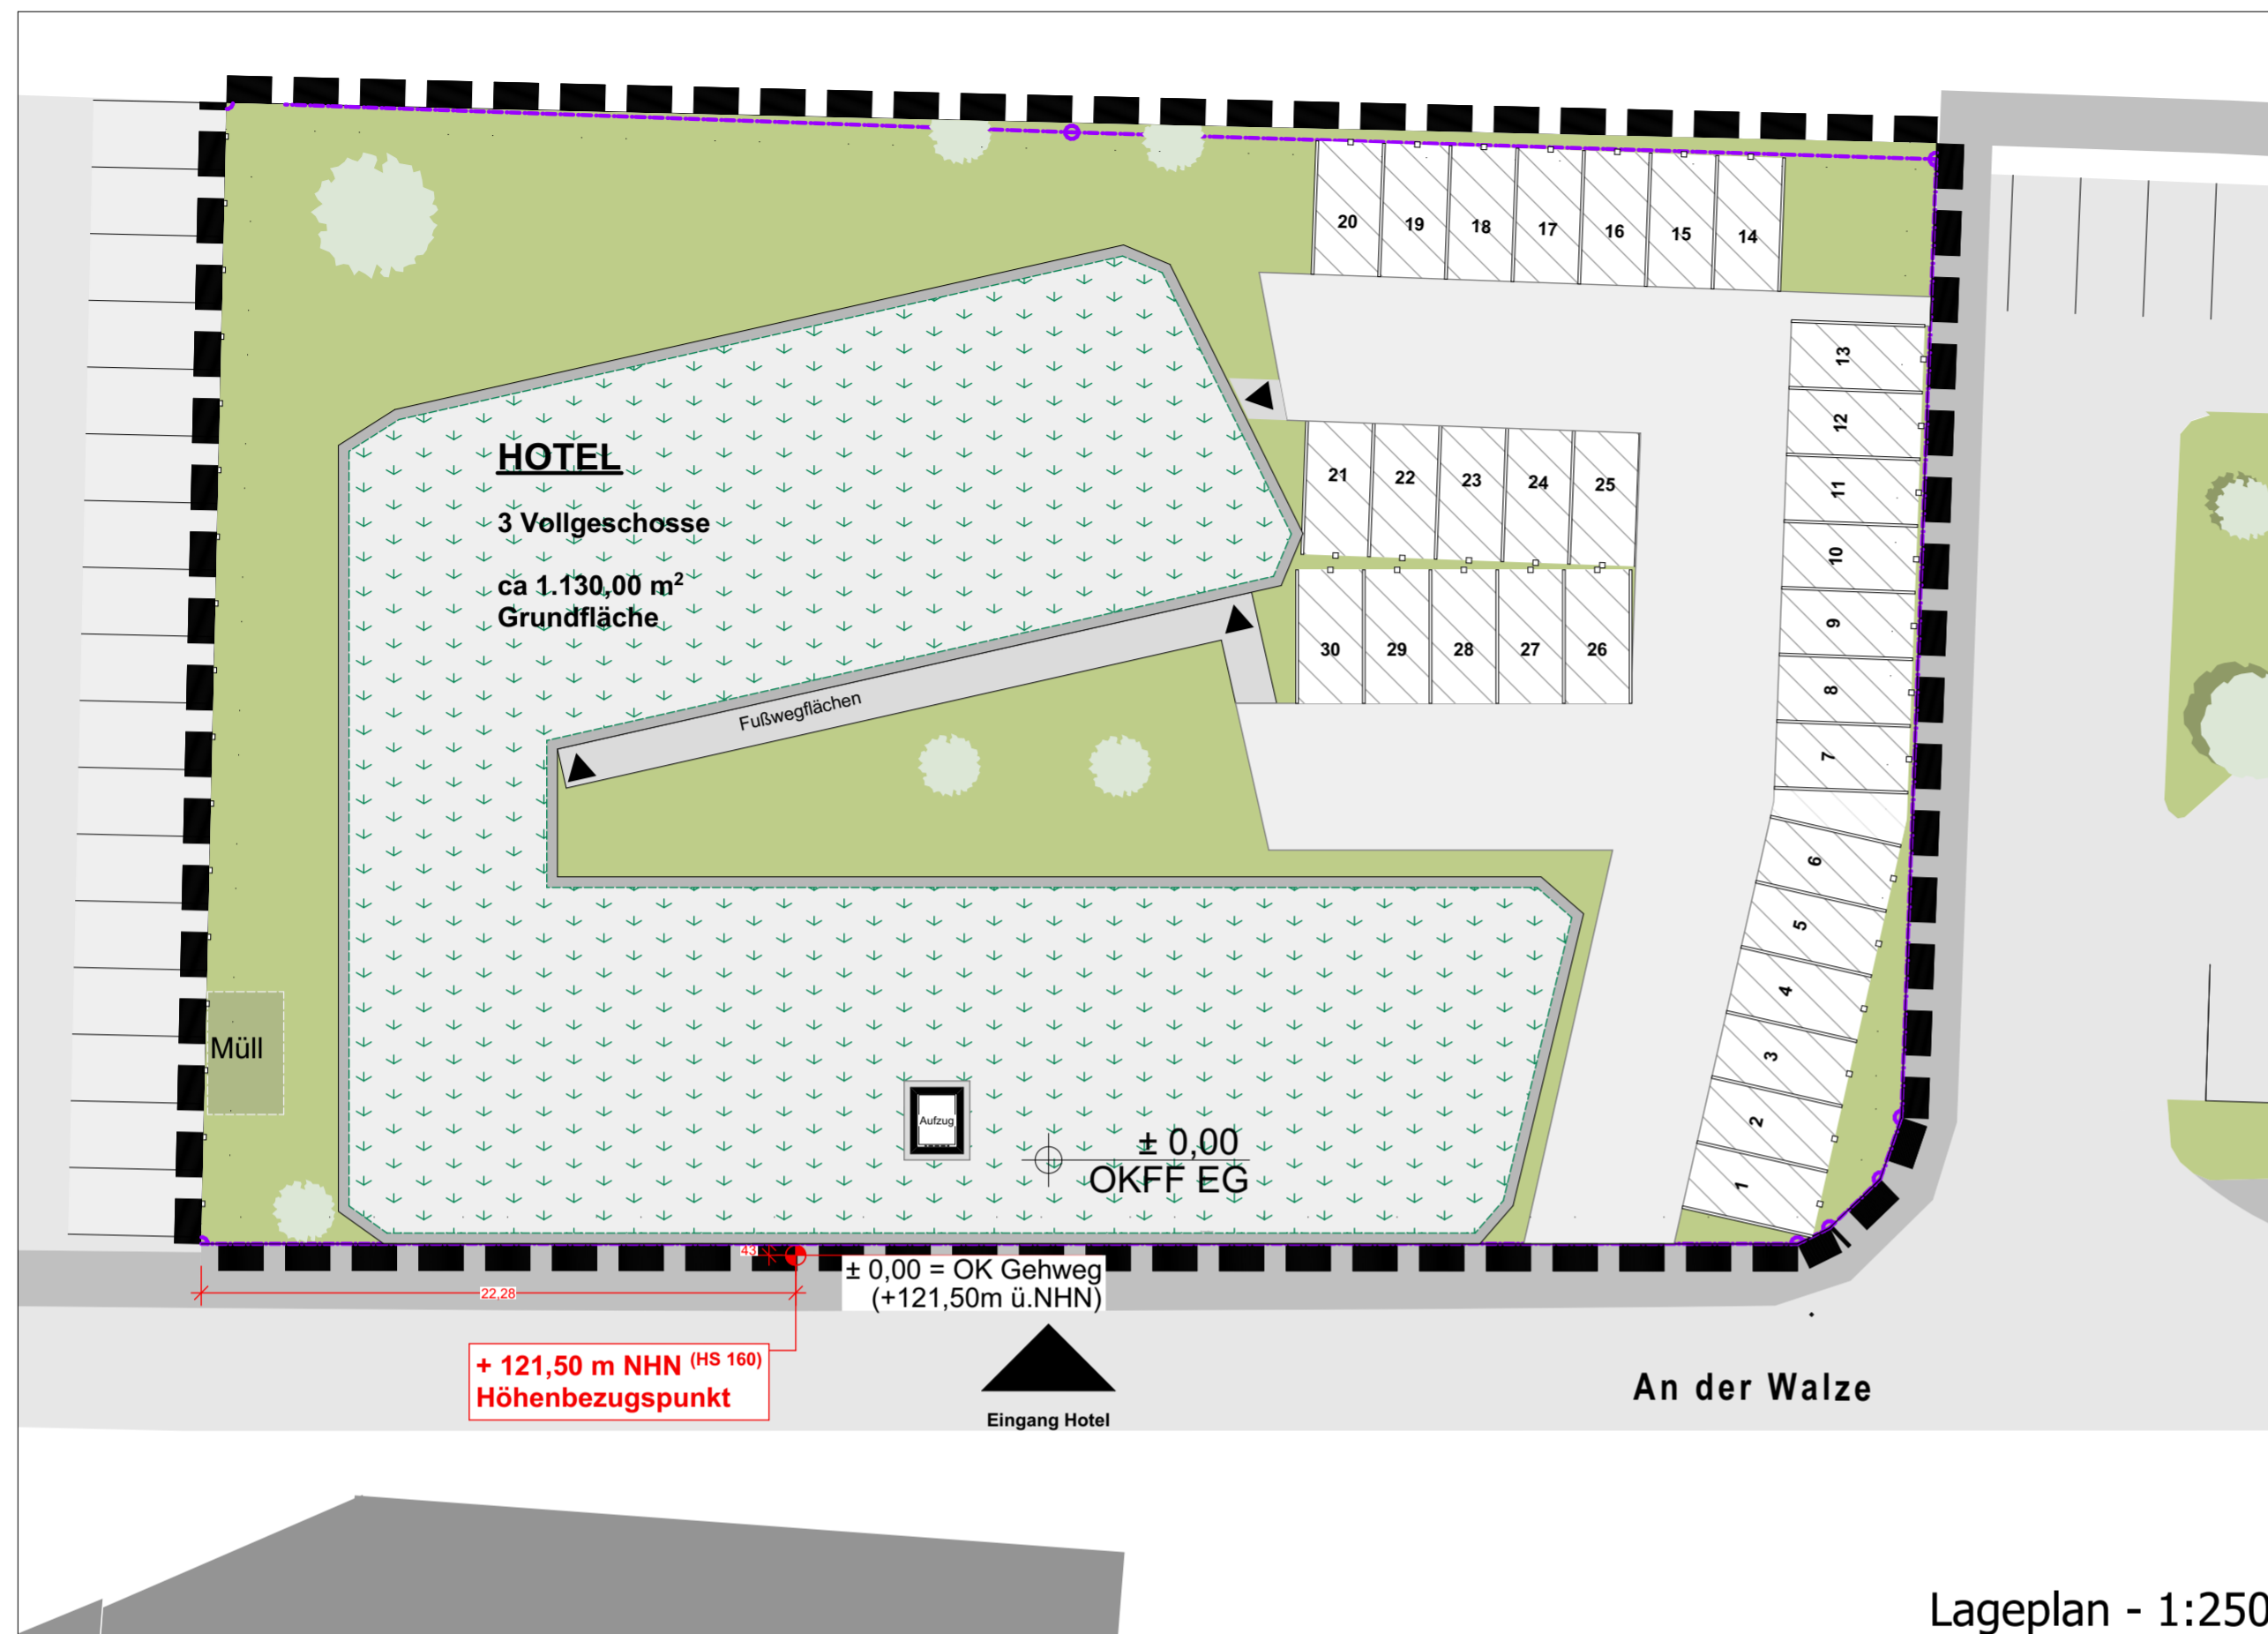 20 19 18 17 16 15 14
13
12
21 22 23 24 25
11
HOTEL
3 Vollgeschosse
10
ca 1.130,00 m²
Grundfläche
9
30 29 28 27 26
8
Fußwegflächen
7
6
5
4
Müll
3
Aufzug
2
± 0,00
OKFF EG
1
43
± 0,00 = OK Gehweg
(+121,50m ü.NHN)
22,28
+ 121,50 m NHN (HS 160)
Höhenbezugspunkt
An der Walze
Eingang Hotel
Lageplan - 1:250